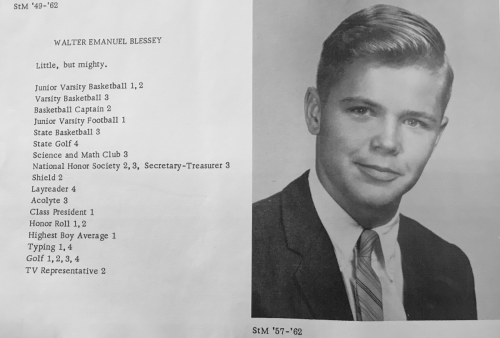 StM '49-'62
WALTER EMANUEL BLESSEY
Little, but mighty.
Junior Varsity Basketball 1, 2
Varsity Basketball 3
Basketball Captain 2
Junior Varsity Football 1
State Basketball 3
State Golf 4
Science and Math Club 3
National Honor Society 2, 3, Secretary-Treasurer 3
Shield 2
Layreader 4
Acolyte 3
Class President 1
Honor Roll 1, 2
Highest Boy Average 1
Typing 1, 4
Golf 1, 2, 3, 4
TV Representative 2
StM '57-'62